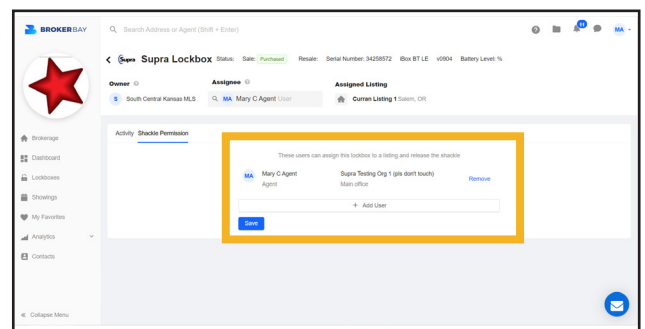 BROKERBAY
Search Address or Agent (Shift + Enter)
11
MA
Supra Supra Lockbox Status: Sale: Purchased Resale: Serial Number: 34258572 iBox BT LE v0904 Battery Level: %
Owner Assignee Assigned Listing
S South Central Kansas MLS MA Mary C Agent User Curran Listing 1 Salem, OR
Brokerage
Dashboard
Lockboxes
Showings
My Favorites
Analytics
Contacts
« Collapse Menu
Activity Shackle Permission
These users can assign this lockbox to a listing and release the shackle
MA Mary C Agent Supra Testing Org 1 (pls don't touch) Remove
Agent Main office
+ Add User
Save